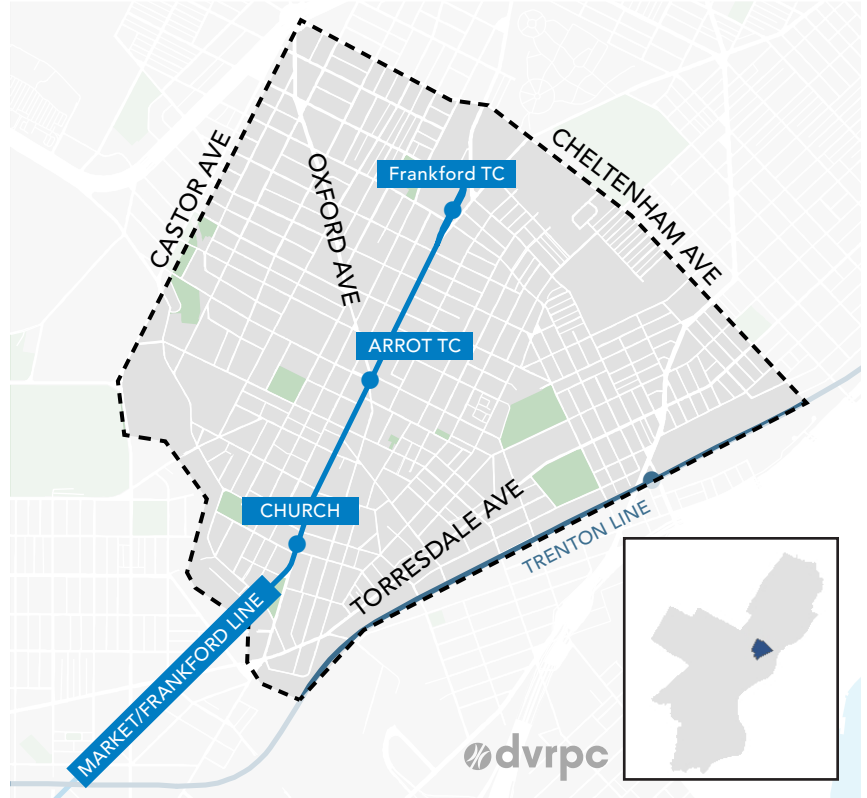 CASTOR AVE
OXFORD AVE
Frankford TC
CHELTENHAM AVE
ARROT TC
CHURCH
TORRESDALE AVE
TRENTON LINE
MARKET/FRANKFORD LINE
dvrpc